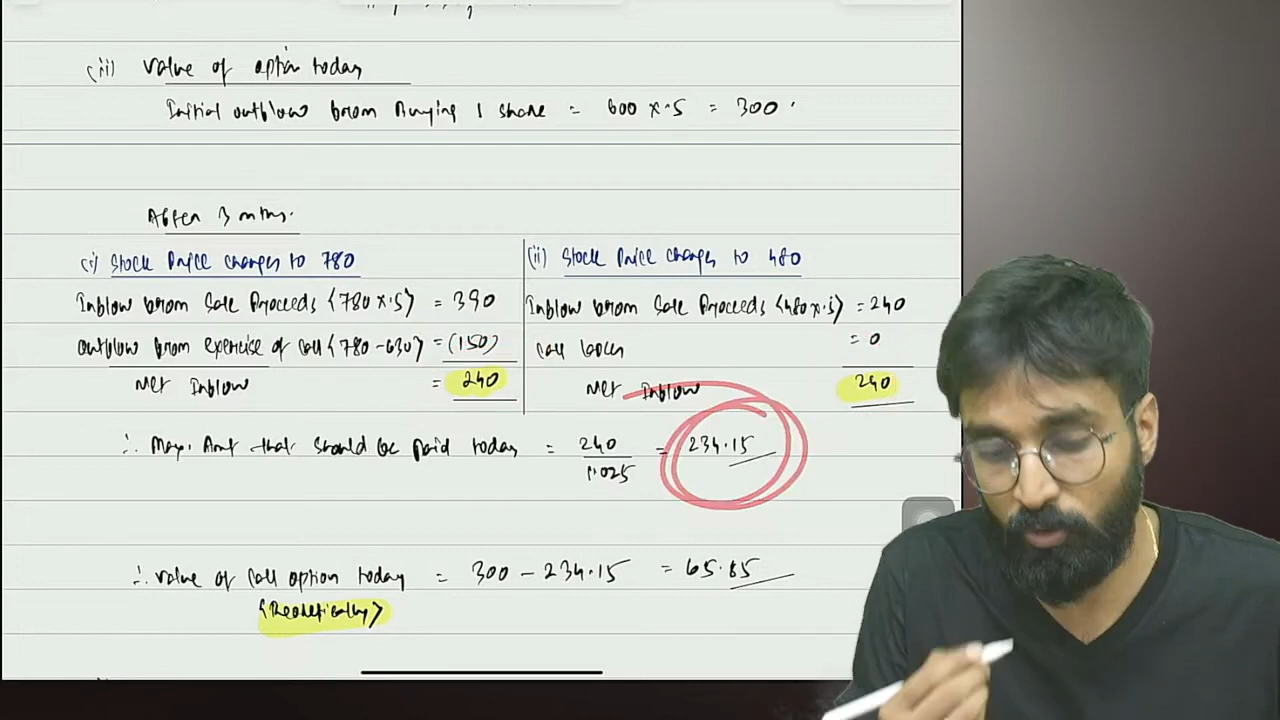 (iii) Value of option today
Initial outflow from Buying 1 share = 600 x .5 = 300
After 3 mths.
(i) Stock Price changes to 780
Inflow from Sale Proceeds {780 x .5} = 390
Outflow from exercise of call {780 - 630} = (150)
Net Inflow = 240
(ii) Stock Price changes to 480
Inflow from Sale Proceeds {480 x .5} = 240
Call = 0
Net Inflow 240
∴ Max. Amt that should be paid today = 240 / 1.025 = 234.15
∴ Value of call option today = 300 - 234.15 = 65.85
{Theoretically}